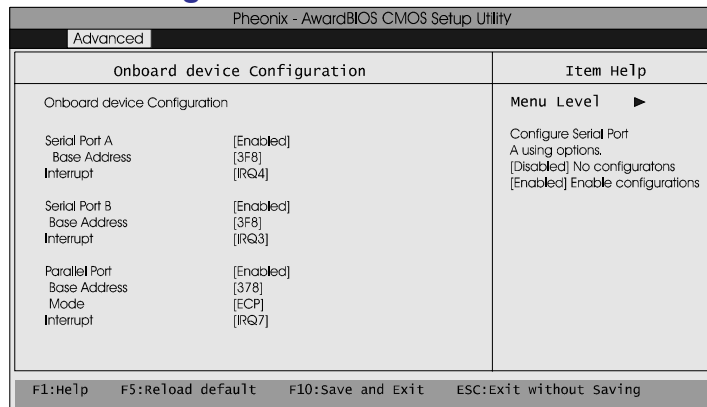 Pheonix - AwardBIOS CMOS Setup Utility
Advanced
Onboard device Configuration
Item Help
Onboard device Configuration
Serial Port A [Enabled]
Base Address [3F8]
Interrupt [IRQ4]
Serial Port B [Enabled]
Base Address [3F8]
Interrupt [IRQ3]
Parallel Port [Enabled]
Base Address [378]
Mode [ECP]
Interrupt [IRQ7]
Menu Level ▶
Configure Serial Port
A using options.
[Disabled] No configuratons
[Enabled] Enable configurations
F1:Help F5:Reload default F10:Save and Exit ESC:Exit without Saving